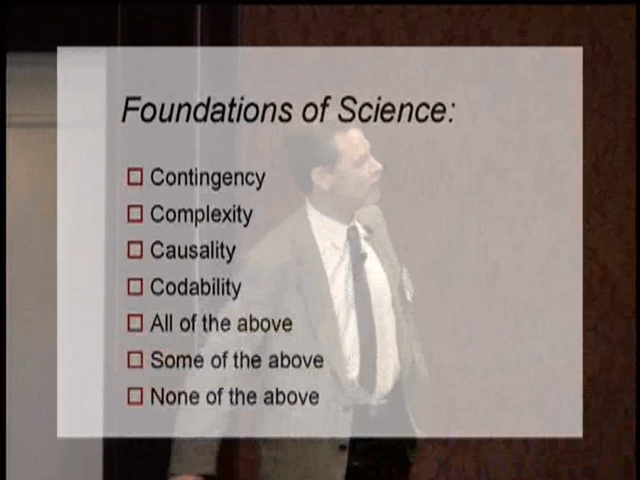 Foundations of Science:
Contingency
Complexity
Causality
Codability
All of the above
Some of the above
None of the above